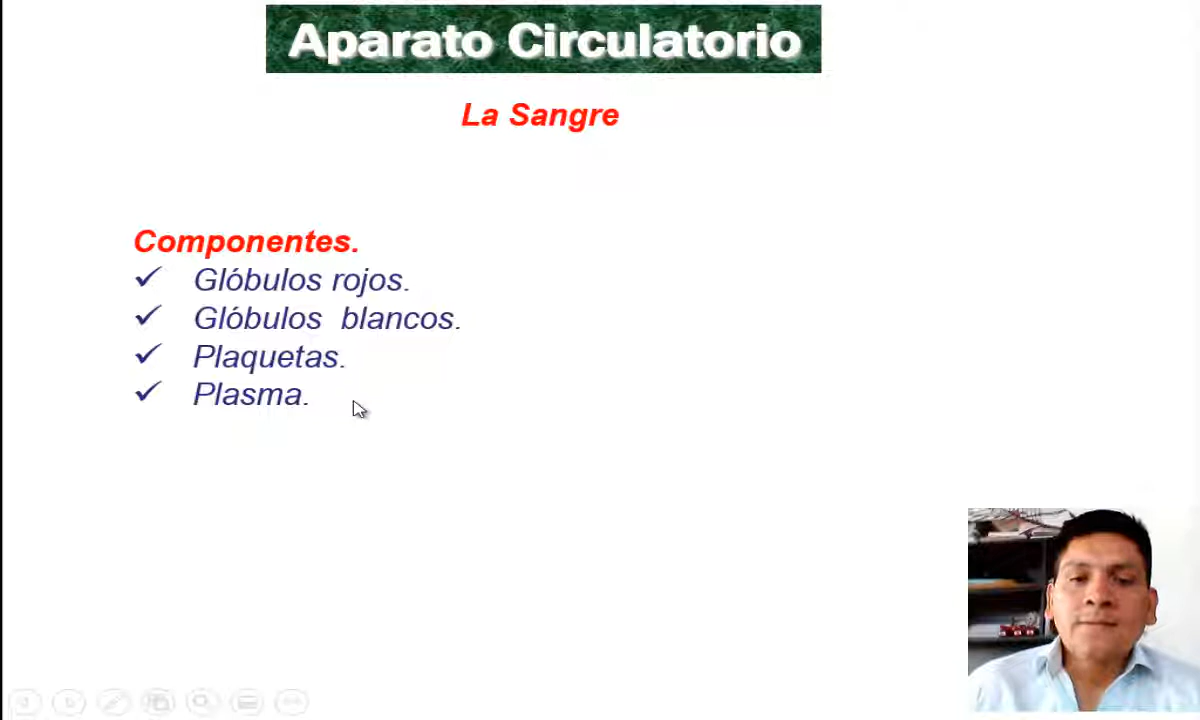 Aparato Circulatorio
La Sangre
Componentes.
Glóbulos rojos.
Glóbulos blancos.
Plaquetas.
Plasma.